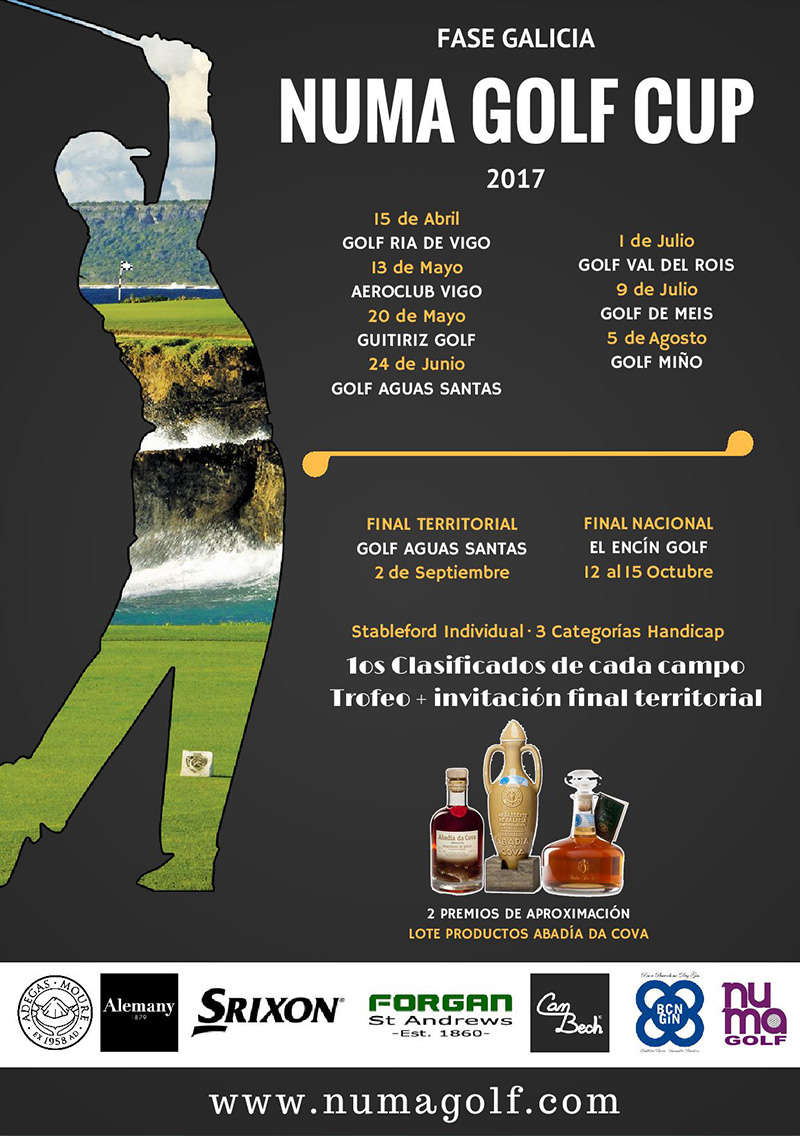 FASE GALICIA
NUMA GOLF CUP
2017
15 de Abril
GOLF RIA DE VIGO
13 de Mayo
AEROCLUB VIGO
20 de Mayo
GUITIRIZ GOLF
24 de Junio
GOLF AGUAS SANTAS
1 de Julio
GOLF VAL DEL ROIS
9 de Julio
GOLF DE MEIS
5 de Agosto
GOLF MIÑO
FINAL TERRITORIAL
GOLF AGUAS SANTAS
2 de Septiembre
FINAL NACIONAL
EL ENCÍN GOLF
12 al 15 Octubre
Stableford Individual · 3 Categorías Handicap
1os Clasificados de cada campo
Trofeo + invitación final territorial
Abadía da Cova
ABADIA
COVA
2 PREMIOS DE APROXIMACIÓN
LOTE PRODUCTOS ABADÍA DA COVA
ADEGAS · MOURE
EX 1958 AD.
Alemany
1879
SRIXON®
FORGAN
St Andrews
-Est. 1860-
Can
Bech
BCN
GIN
numa
GOLF
www.numagolf.com